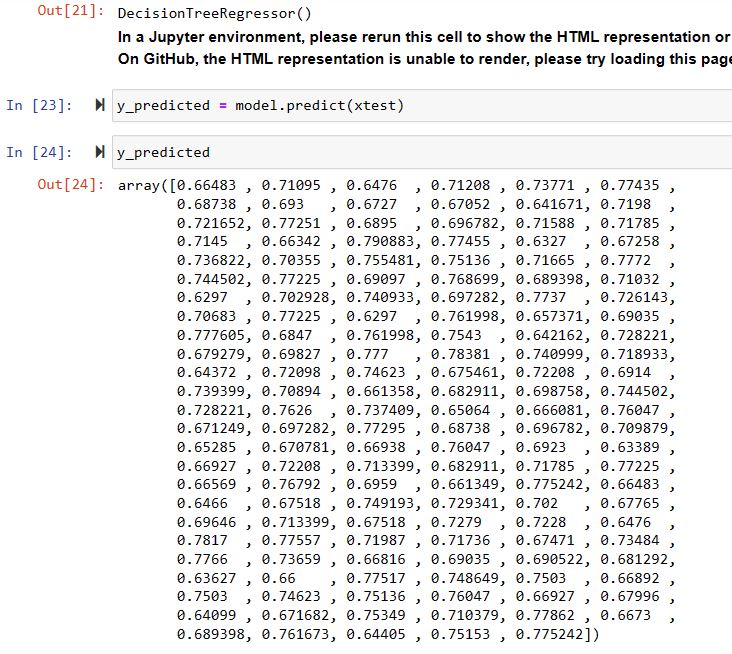 Out[21]: DecisionTreeRegressor()
In a Jupyter environment, please rerun this cell to show the HTML representation or
On GitHub, the HTML representation is unable to render, please try loading this page
In [23]: y_predicted = model.predict(xtest)
In [24]: y_predicted
Out[24]: array([0.66483 , 0.71095 , 0.6476  , 0.71208 , 0.73771 , 0.77435 ,
0.68738 , 0.693   , 0.6727  , 0.67052 , 0.641671, 0.7198  ,
0.721652, 0.77251 , 0.6895  , 0.696782, 0.71588 , 0.71785 ,
0.7145  , 0.66342 , 0.790883, 0.77455 , 0.6327  , 0.67258 ,
0.736822, 0.70355 , 0.755481, 0.75136 , 0.71665 , 0.7772  ,
0.744502, 0.77225 , 0.69097 , 0.768699, 0.689398, 0.71032 ,
0.6297  , 0.702928, 0.740933, 0.697282, 0.7737  , 0.726143,
0.70683 , 0.77225 , 0.6297  , 0.761998, 0.657371, 0.69035 ,
0.777605, 0.6847  , 0.761998, 0.7543  , 0.642162, 0.728221,
0.679279, 0.69827 , 0.777   , 0.78381 , 0.740999, 0.718933,
0.64372 , 0.72098 , 0.74623 , 0.675461, 0.72208 , 0.6914  ,
0.739399, 0.70894 , 0.661358, 0.682911, 0.698758, 0.744502,
0.728221, 0.7626  , 0.737409, 0.65064 , 0.666081, 0.76047 ,
0.671249, 0.697282, 0.77295 , 0.68738 , 0.696782, 0.709879,
0.65285 , 0.670781, 0.66938 , 0.76047 , 0.6923  , 0.63389 ,
0.66927 , 0.72208 , 0.713399, 0.682911, 0.71785 , 0.77225 ,
0.66569 , 0.76792 , 0.6959  , 0.661349, 0.775242, 0.66483 ,
0.6466  , 0.67518 , 0.749193, 0.729341, 0.702   , 0.67765 ,
0.69646 , 0.713399, 0.67518 , 0.7279  , 0.7228  , 0.6476  ,
0.7817  , 0.77557 , 0.71987 , 0.71736 , 0.67471 , 0.73484 ,
0.7766  , 0.73659 , 0.66816 , 0.69035 , 0.690522, 0.681292,
0.63627 , 0.66    , 0.77517 , 0.748649, 0.7503  , 0.66892 ,
0.7503  , 0.74623 , 0.75136 , 0.76047 , 0.66927 , 0.67996 ,
0.64099 , 0.671682, 0.75349 , 0.710379, 0.77862 , 0.6673  ,
0.689398, 0.761673, 0.64405 , 0.75153 , 0.775242])